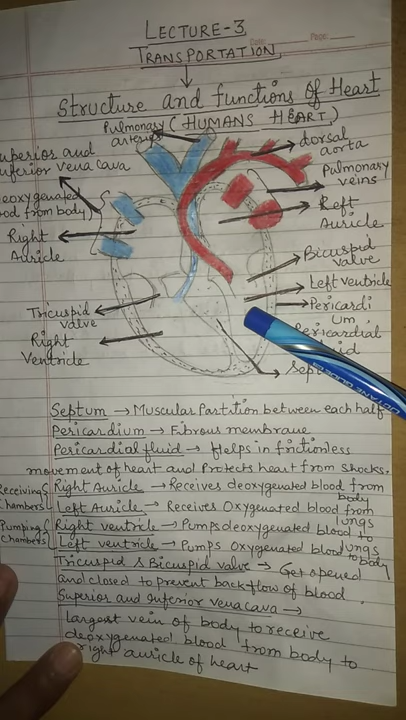 LECTURE-3
Date:
Page:
TRANSPORTATION
Structure and functions of Heart
(HUMANS HEART)
Pulmonary
arteries
dorsal
aorta
Superior and
inferior vena cava
(Deoxygenated
blood from body)
Pulmonary
veins
Left
Auricle
Right
Auricle
Bicuspid
valve
Left ventricle
Tricuspid
valve
Pericardi
um
Pericardial
Right
Ventricle
Septum → Muscular Partition between each half
Pericardium → Fibrous membrane
Pericardial fluid → Helps in frictionless
movement of heart and Protects heart from shocks.
Receiving
Chambers
Right Auricle → Receives deoxygenated blood from
body
Left Auricle → Receives Oxygenated blood from
lungs
Pumping
Chambers
Right ventricle → Pumps deoxygenated blood to
lungs
Left ventricle → Pumps Oxygenated blood to body
Tricuspid & Bicuspid valve → Get opened
and closed to prevent backflow of blood.
Superior and Inferior venacava →
Largest vein of body to receive
deoxygenated blood from body to
right auricle of heart